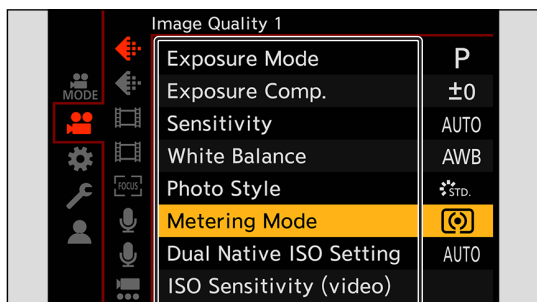 Image Quality 1
MODE
FOCUS
Exposure Mode P
Exposure Comp. ±0
Sensitivity AUTO
White Balance AWB
Photo Style STD.
Metering Mode
Dual Native ISO Setting AUTO
ISO Sensitivity (video)